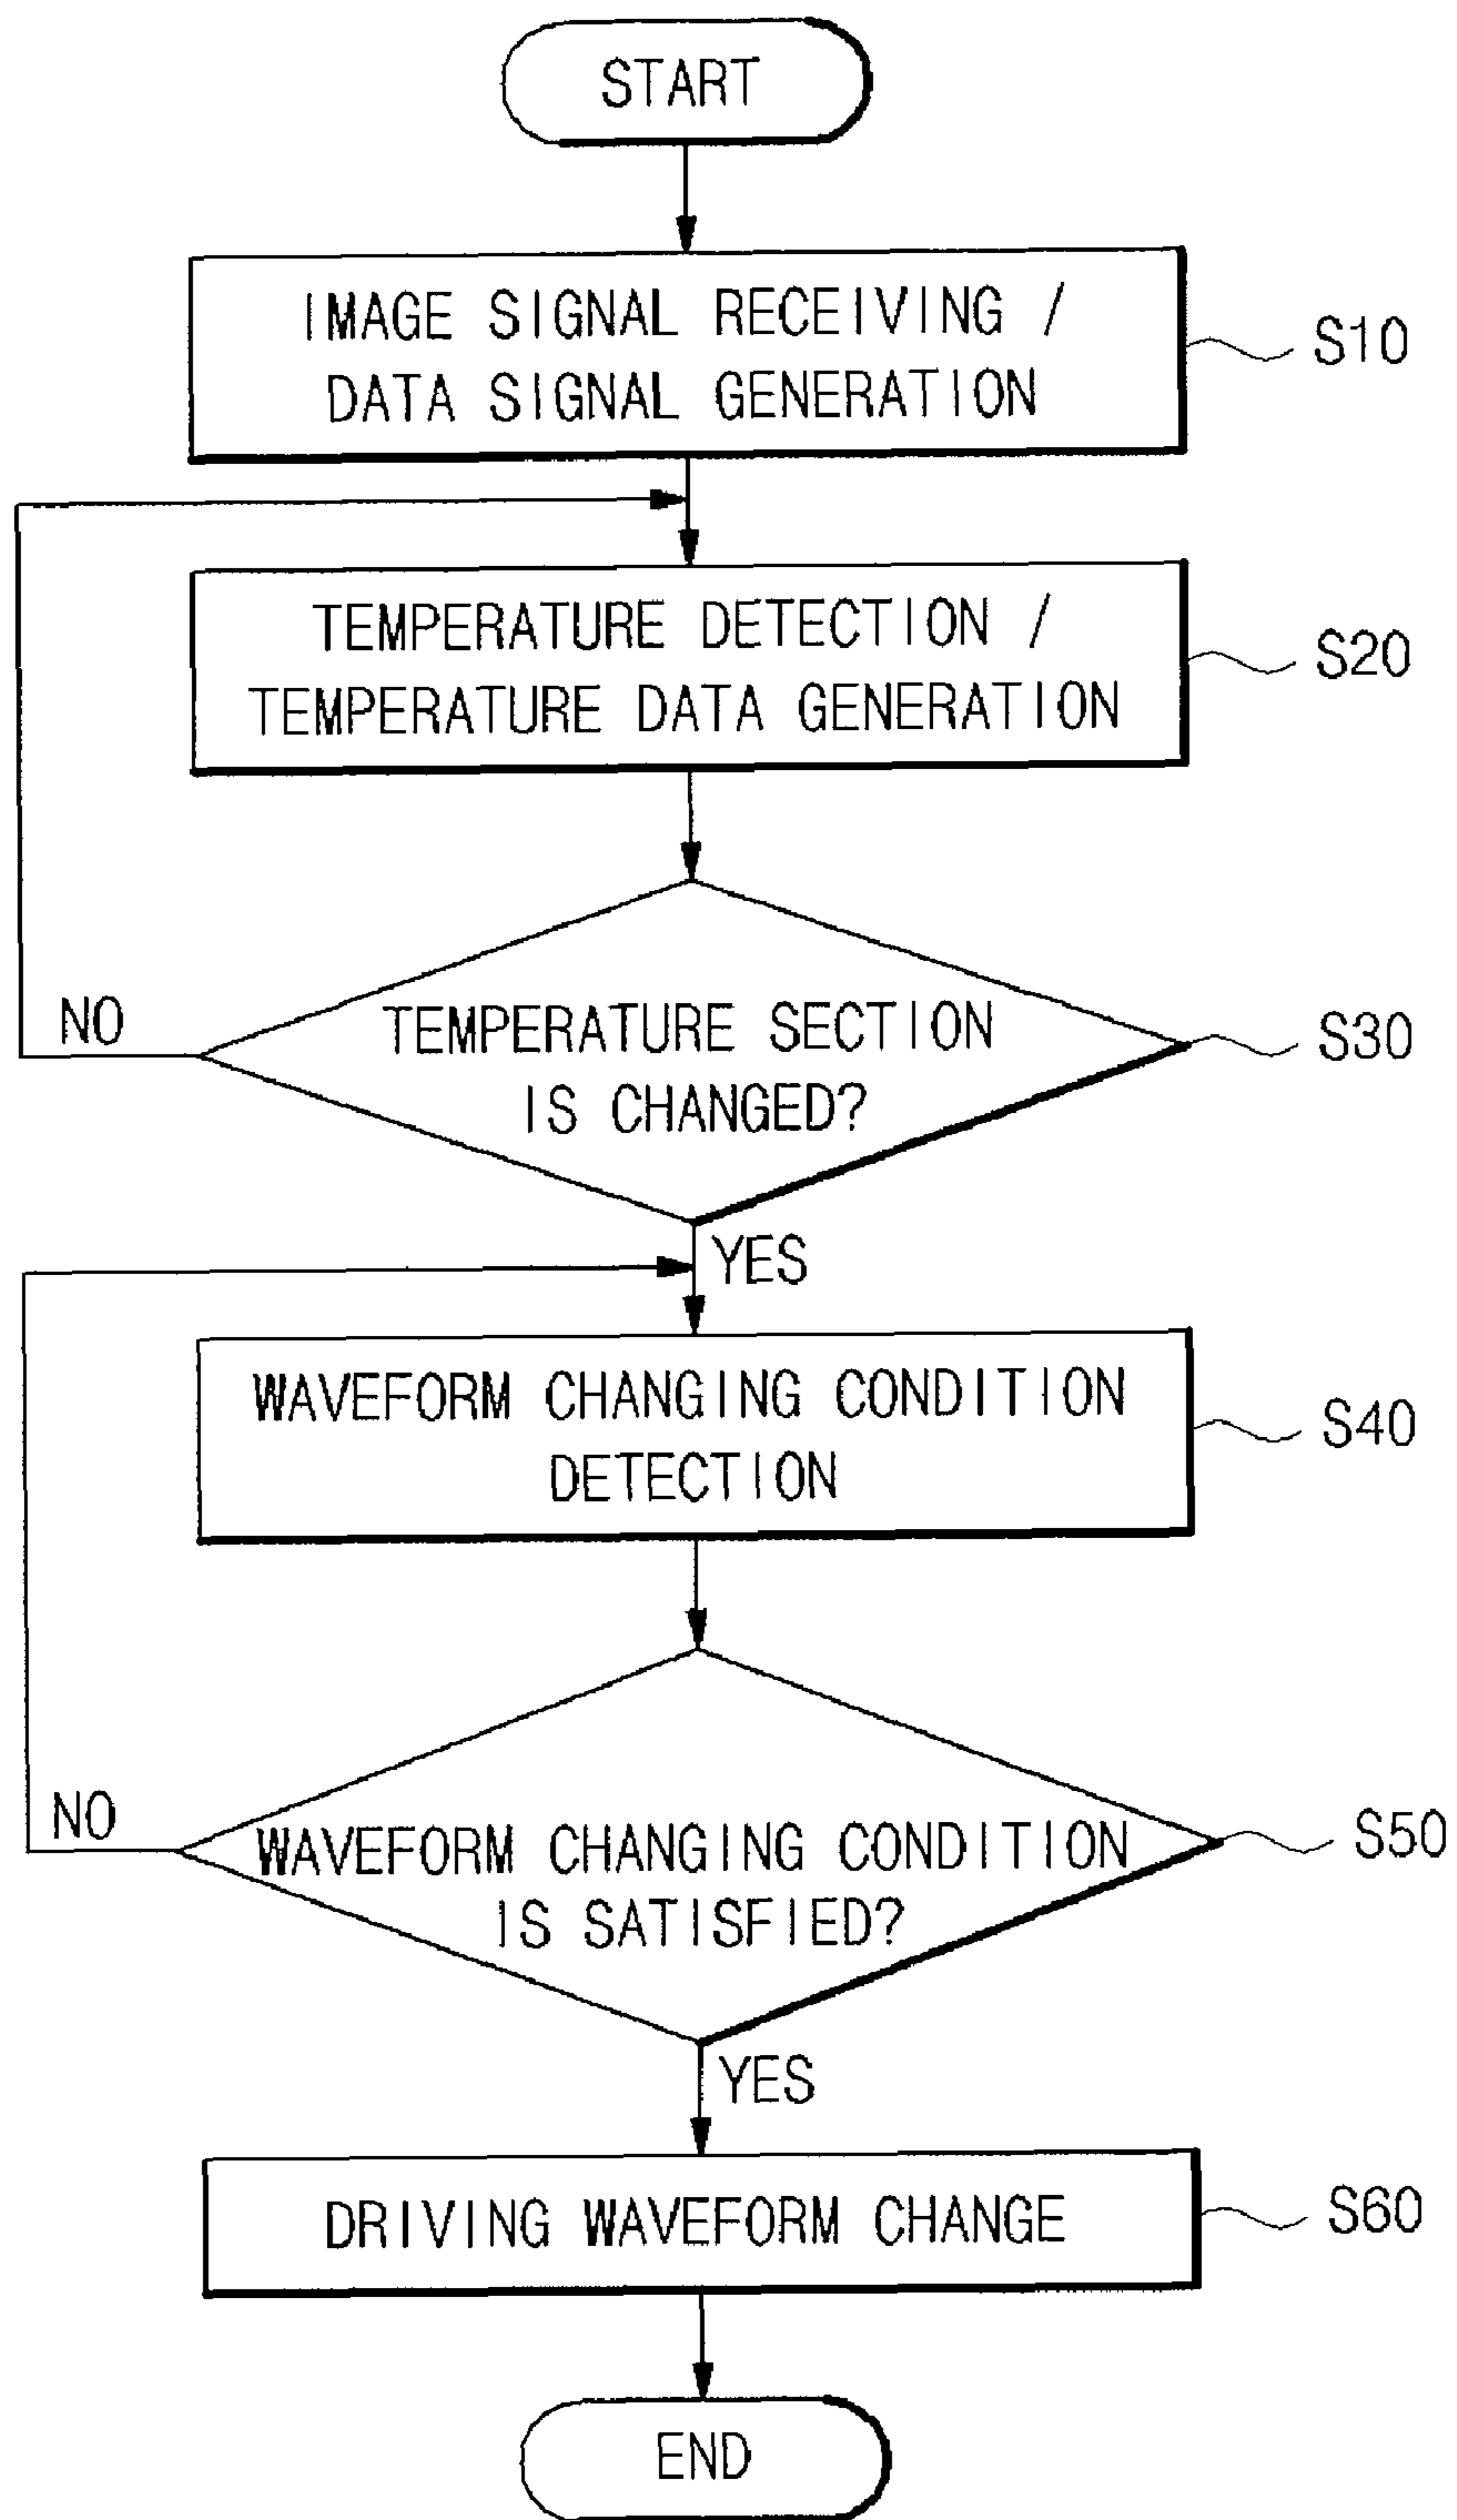 START
IMAGE SIGNAL RECEIVING /
DATA SIGNAL GENERATION
S10
TEMPERATURE DETECTION /
TEMPERATURE DATA GENERATION
S20
TEMPERATURE SECTION
IS CHANGED?
S30
NO
YES
WAVEFORM CHANGING CONDITION
DETECTION
S40
WAVEFORM CHANGING CONDITION
IS SATISFIED?
S50
NO
YES
DRIVING WAVEFORM CHANGE
S60
END